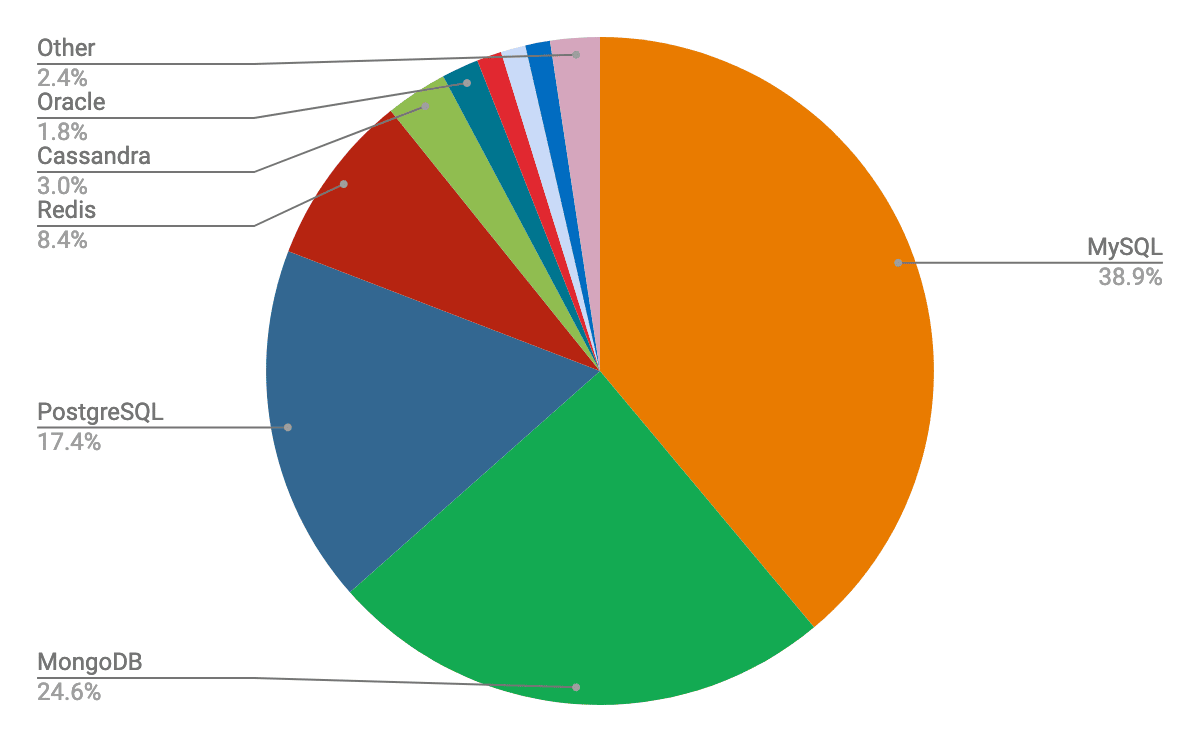 Other
2.4%
Oracle
1.8%
Cassandra
3.0%
Redis
8.4%
PostgreSQL
17.4%
MongoDB
24.6%
MySQL
38.9%